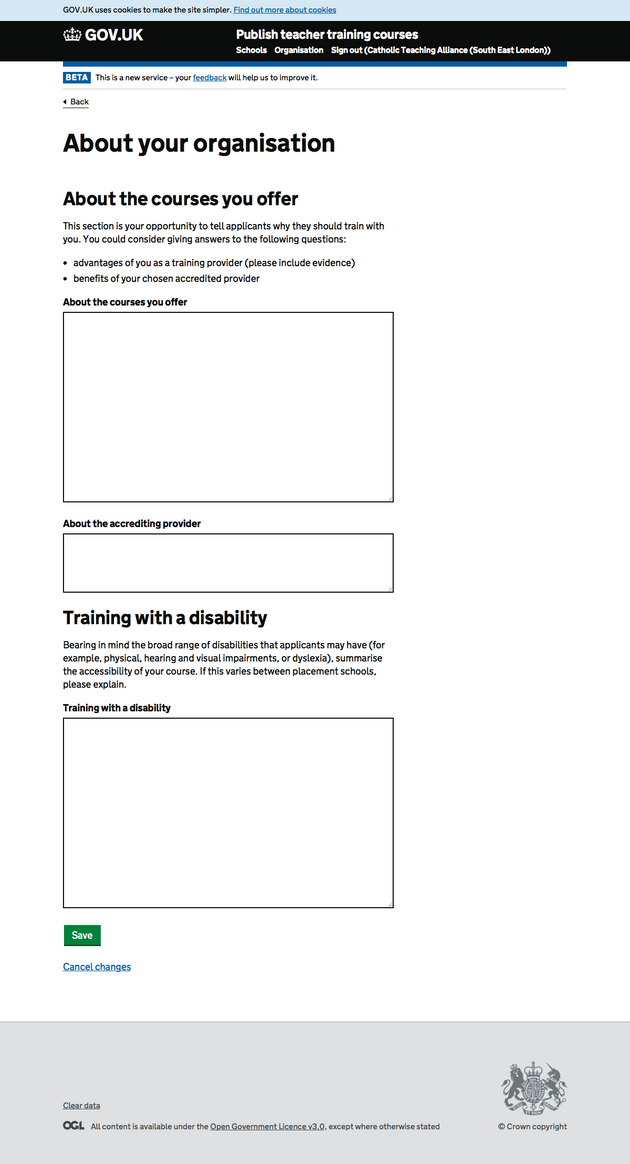 GOV.UK uses cookies to make the site simpler. Find out more about cookies
GOV.UK
Publish teacher training courses
Schools Organisation Sign out (Catholic Teaching Alliance (South East London))
BETA This is a new service – your feedback will help us to improve it.
Back
About your organisation
About the courses you offer
This section is your opportunity to tell applicants why they should train with
you. You could consider giving answers to the following questions:
• advantages of you as a training provider (please include evidence)
• benefits of your chosen accredited provider
About the courses you offer
About the accrediting provider
Training with a disability
Bearing in mind the broad range of disabilities that applicants may have (for
example, physical, hearing and visual impairments, or dyslexia), summarise
the accessibility of your course. If this varies between placement schools,
please explain.
Training with a disability
Save
Cancel changes
Clear data
OGL All content is available under the Open Government Licence v3.0, except where otherwise stated
© Crown copyright